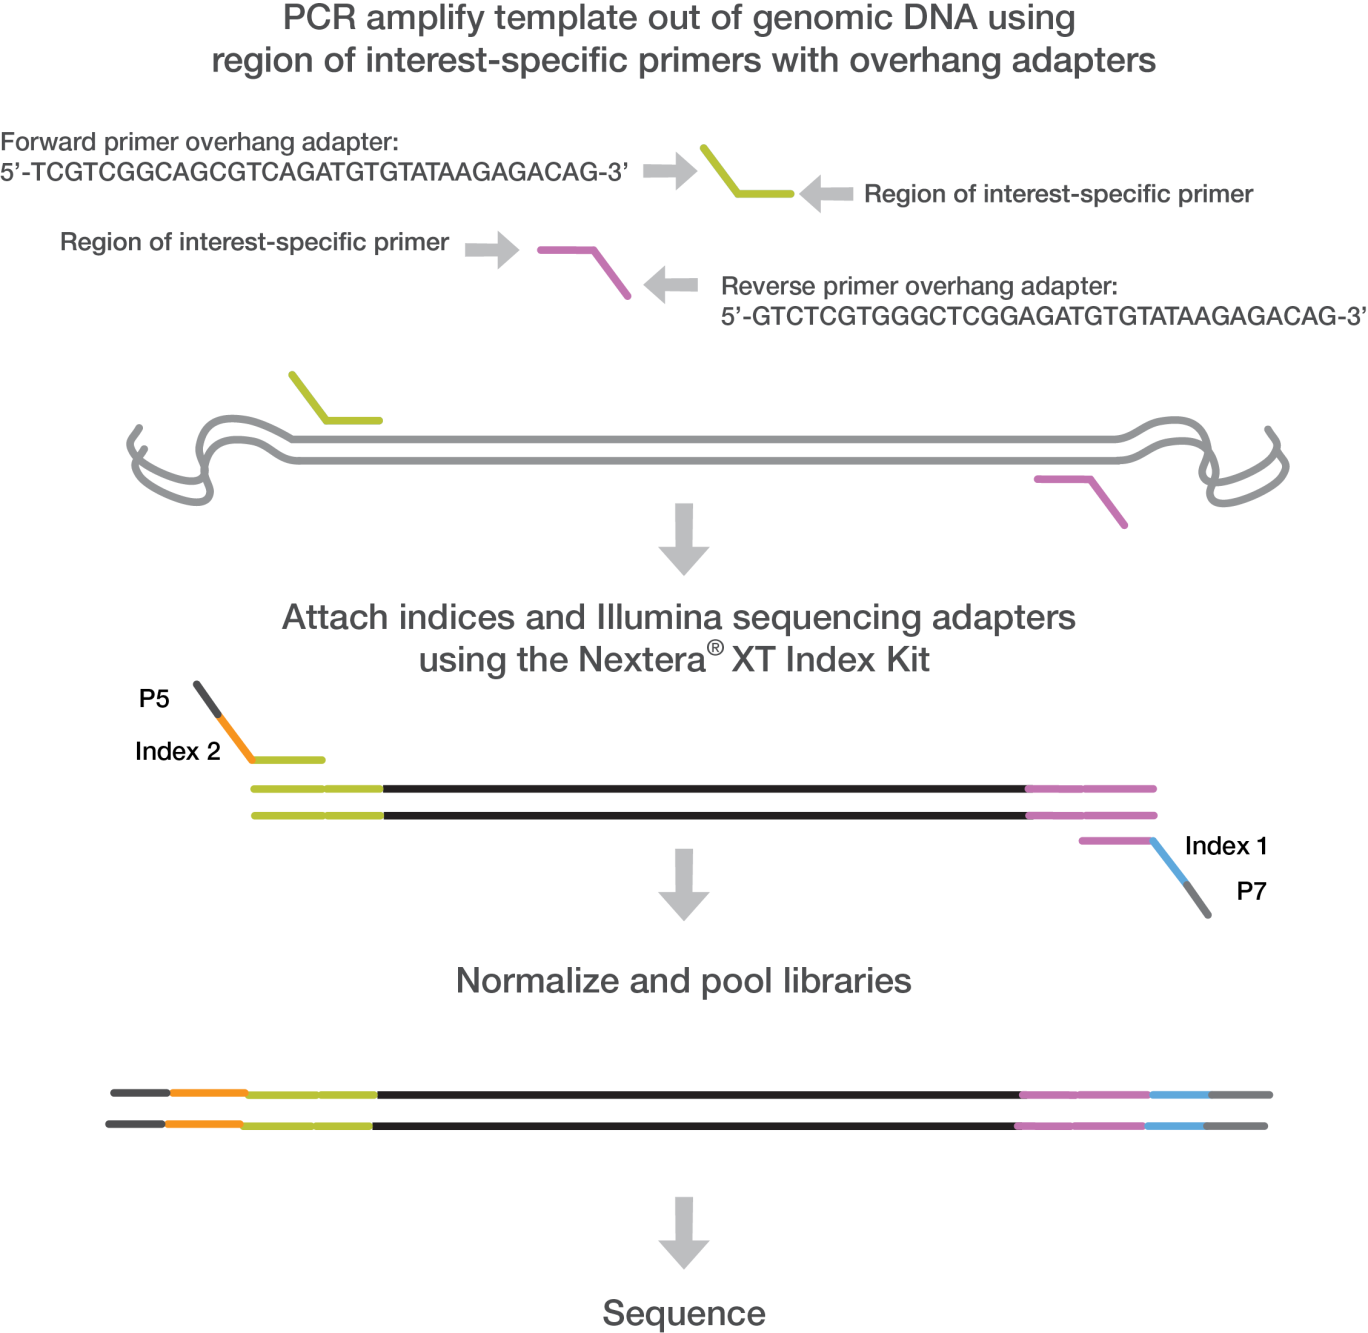 PCR amplify template out of genomic DNA using
region of interest-specific primers with overhang adapters
Forward primer overhang adapter:
5’-TCGTCGGCAGCGTCAGATGTGTATAAGAGACAG-3’
Region of interest-specific primer
Region of interest-specific primer
Reverse primer overhang adapter:
5’-GTCTCGTGGGCTCGGAGATGTGTATAAGAGACAG-3’
Attach indices and Illumina sequencing adapters
using the Nextera® XT Index Kit
P5
Index 2
Index 1
P7
Normalize and pool libraries
Sequence